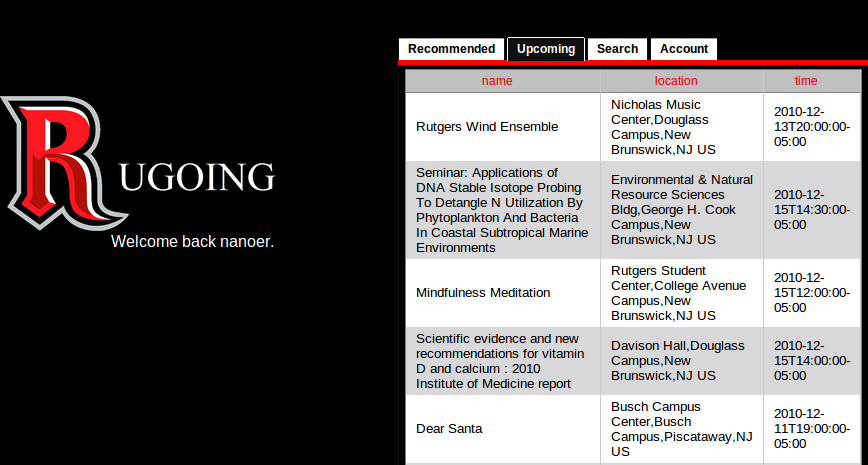 Recommended Upcoming Search Account
name location time
R UGOING
Welcome back nanoer.
Rutgers Wind Ensemble
Nicholas Music
Center,Douglass
Campus,New
Brunswick,NJ US
2010-12-
13T20:00:00-
05:00
Seminar: Applications of
DNA Stable Isotope Probing
To Detangle N Utilization By
Phytoplankton And Bacteria
In Coastal Subtropical Marine
Environments
Environmental & Natural
Resource Sciences
Bldg,George H. Cook
Campus,New
Brunswick,NJ US
2010-12-
15T14:30:00-
05:00
Mindfulness Meditation
Rutgers Student
Center,College Avenue
Campus,New
Brunswick,NJ US
2010-12-
15T12:00:00-
05:00
Scientific evidence and new
recommendations for vitamin
D and calcium : 2010
Institute of Medicine report
Davison Hall,Douglass
Campus,New
Brunswick,NJ US
2010-12-
15T14:00:00-
05:00
Dear Santa
Busch Campus
Center,Busch
Campus,Piscataway,NJ
US
2010-12-
11T19:00:00-
05:00